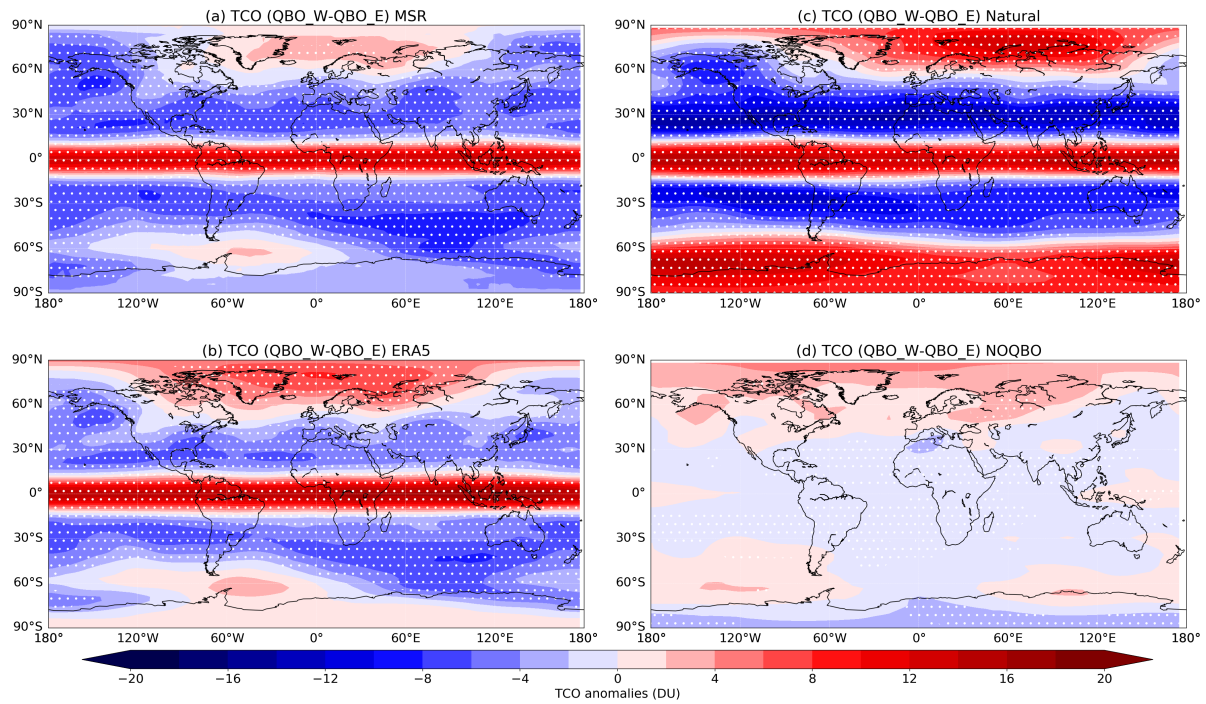 (a) TCO (QBO_W-QBO_E) MSR
90°N
60°N
30°N
0°
30°S
60°S
90°S
180° 120°W 60°W 0° 60°E 120°E 180°
(c) TCO (QBO_W-QBO_E) Natural
90°N
60°N
30°N
0°
30°S
60°S
90°S
180° 120°W 60°W 0° 60°E 120°E 180°
(b) TCO (QBO_W-QBO_E) ERA5
90°N
60°N
30°N
0°
30°S
60°S
90°S
180° 120°W 60°W 0° 60°E 120°E 180°
(d) TCO (QBO_W-QBO_E) NOQBO
90°N
60°N
30°N
0°
30°S
60°S
90°S
180° 120°W 60°W 0° 60°E 120°E 180°
−20 −16 −12 −8 −4 0 4 8 12 16 20
TCO anomalies (DU)